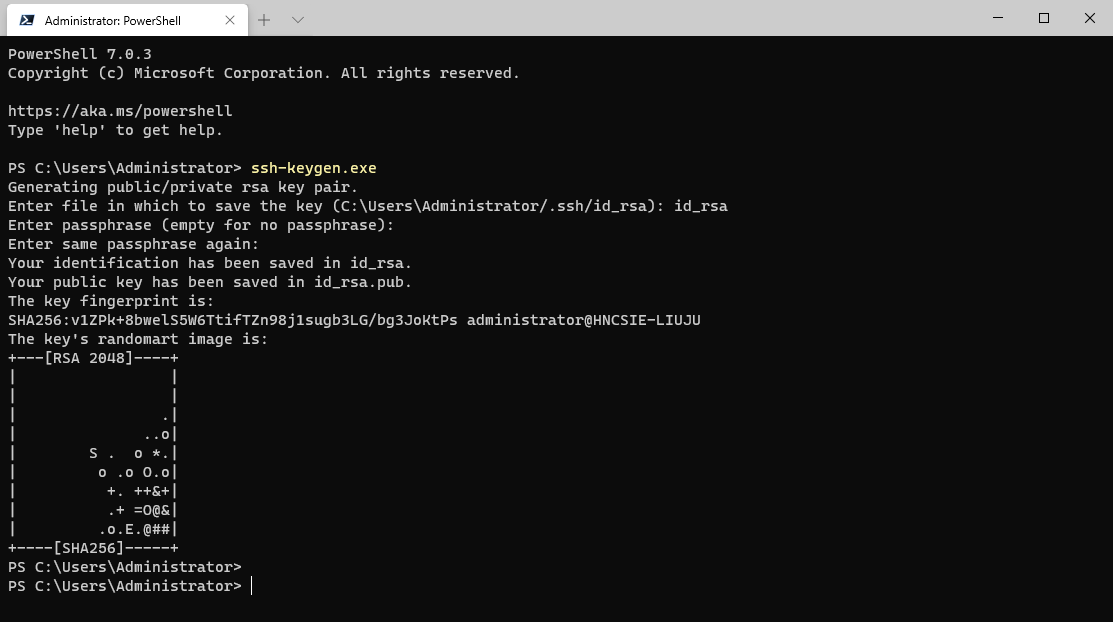 Administrator: PowerShell
PowerShell 7.0.3
Copyright (c) Microsoft Corporation. All rights reserved.
https://aka.ms/powershell
Type 'help' to get help.
PS C:\Users\Administrator> ssh-keygen.exe
Generating public/private rsa key pair.
Enter file in which to save the key (C:\Users\Administrator/.ssh/id_rsa): id_rsa
Enter passphrase (empty for no passphrase):
Enter same passphrase again:
Your identification has been saved in id_rsa.
Your public key has been saved in id_rsa.pub.
The key fingerprint is:
SHA256:v1ZPk+8bwelS5W6TtifTZn98j1sugb3LG/bg3JoKtPs administrator@HNCSIE-LIUJU
The key's randomart image is:
+---[RSA 2048]----+
|                 |
|                 |
|                .|
|              ..o|
|        S .  o *.|
|         o .o O.o|
|          +. ++&+|
|          .+ =O@&|
|         .o.E.@##|
+----[SHA256]-----+
PS C:\Users\Administrator>
PS C:\Users\Administrator>